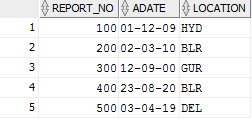 REPORT_NO ADATE LOCATION
1 100 01-12-09 HYD
2 200 02-03-10 BLR
3 300 12-09-00 GUR
4 400 23-08-20 BLR
5 500 03-04-19 DEL